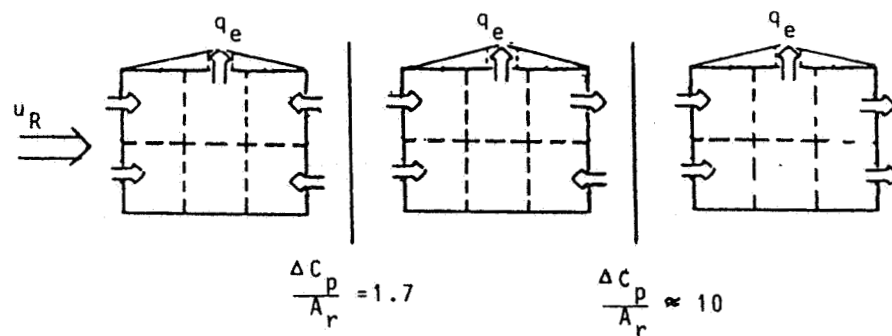 q_e q_e q_e
u_R
ΔC_p/A_r = 1.7 ΔC_p/A_r ≈ 10